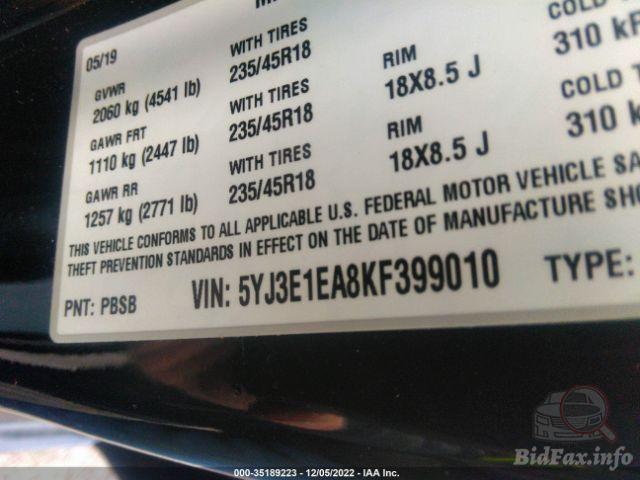 05/19
GVWR
2060 kg (4541 lb)
GAWR FRT
1110 kg (2447 lb)
GAWR RR
1257 kg (2771 lb)
WITH TIRES
235/45R18
WITH TIRES
235/45R18
WITH TIRES
235/45R18
RIM
18X8.5 J
RIM
18X8.5 J
COLD
310
COLD
310
THIS VEHICLE CONFORMS TO ALL APPLICABLE U.S. FEDERAL MOTOR VEHICLE
THEFT PREVENTION STANDARDS IN EFFECT ON THE DATE OF MANUFACTURE
PNT: PBSB VIN: 5YJ3E1EA8KF399010 TYPE:
BidFax.info
000-35189223 - 12/05/2022 - IAA Inc.